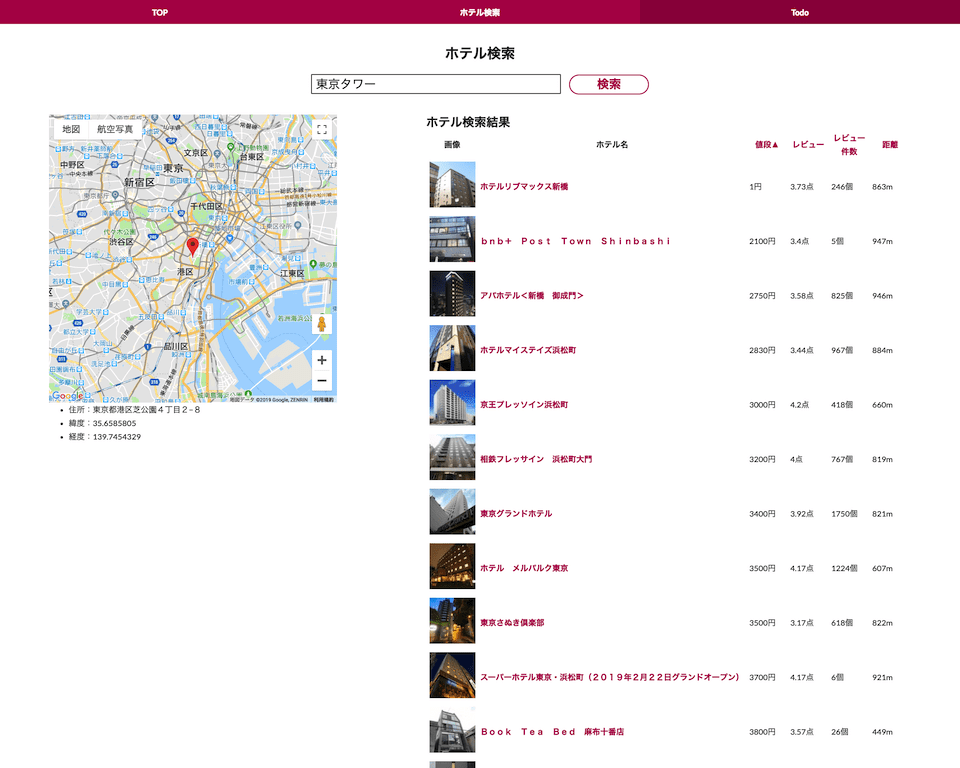 TOP
ホテル検索
Todo
ホテル検索
東京タワー
検索
地図
航空写真
文京区
台東区
中野区
東京
新宿区
千代田区
渋谷区
港区
江東区
品川区
Google
地図データ ©2019 Google, ZENRIN
利用規約
住所：東京都港区芝公園４丁目２−８
緯度：35.6585805
経度：139.7454329
ホテル検索結果
画像 ホテル名 値段▲ レビュー レビュー件数 距離
ホテルリブマックス新橋 1円 3.73点 246個 863m
ｂｎｂ＋　Ｐｏｓｔ　Ｔｏｗｎ　Ｓｈｉｎｂａｓｈｉ 2100円 3.4点 5個 947m
アパホテル＜新橋　御成門＞ 2750円 3.58点 825個 946m
ホテルマイステイズ浜松町 2830円 3.44点 967個 884m
京王プレッソイン浜松町 3000円 4.2点 418個 660m
相鉄フレッサイン　浜松町大門 3200円 4点 767個 819m
東京グランドホテル 3400円 3.92点 1750個 821m
ホテル　メルパルク東京 3500円 4.17点 1224個 607m
東京さぬき倶楽部 3500円 3.17点 618個 822m
スーパーホテル東京・浜松町（２０１９年２月２２日グランドオープン） 3700円 4.17点 6個 921m
Ｂｏｏｋ　Ｔｅａ　Ｂｅｄ　麻布十番店 3800円 3.57点 26個 449m